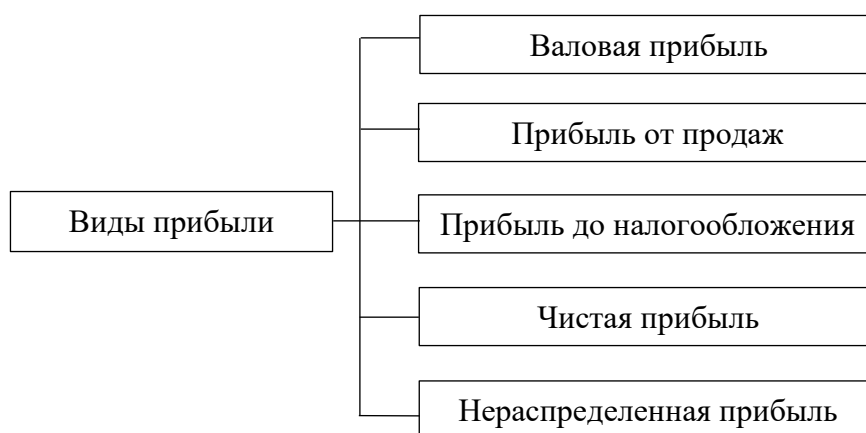 Валовая прибыль
Прибыль от продаж
Виды прибыли
Прибыль до налогообложения
Чистая прибыль
Нераспределенная прибыль